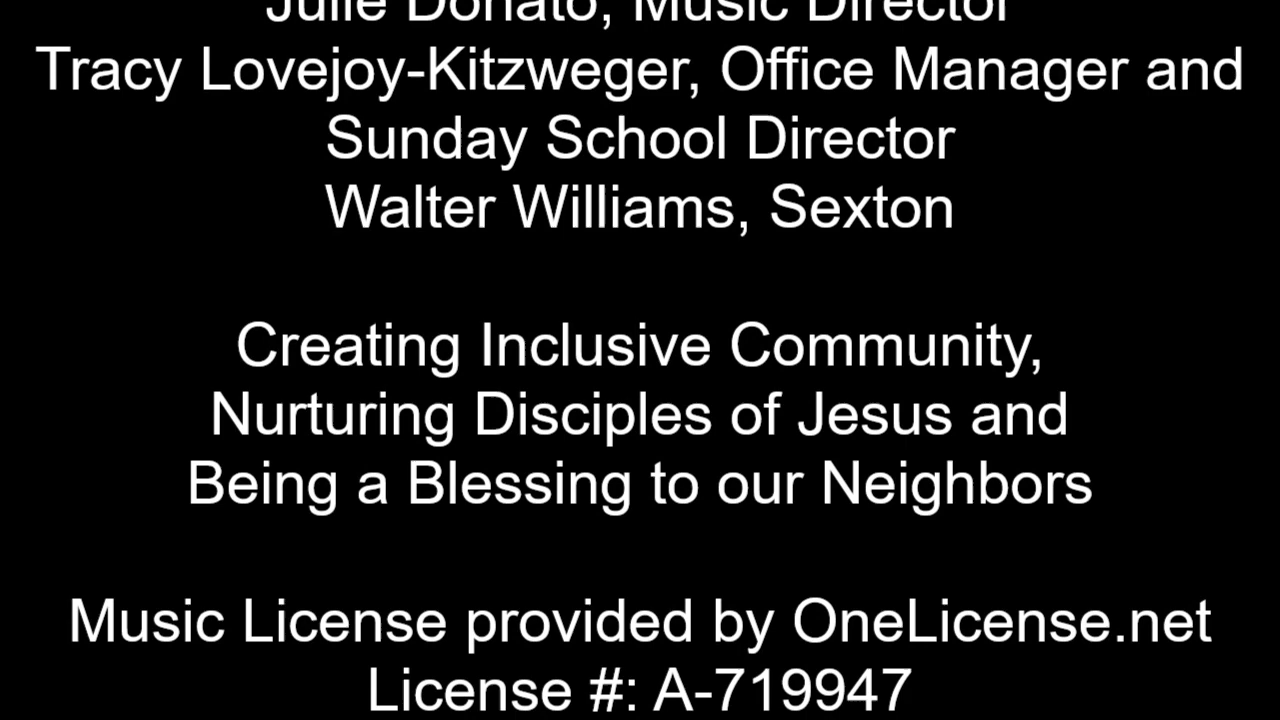 Julie Donato, Music Director
Tracy Lovejoy-Kitzweger, Office Manager and
Sunday School Director
Walter Williams, Sexton
Creating Inclusive Community,
Nurturing Disciples of Jesus and
Being a Blessing to our Neighbors
Music License provided by OneLicense.net
License #: A-719947